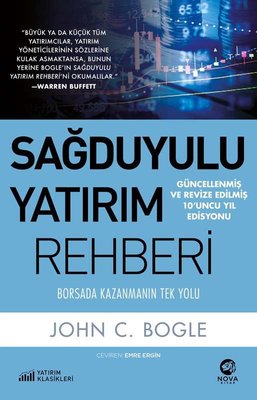 “BÜYÜK YA DA KÜÇÜK TÜM
YATIRIMCILAR, YATIRIM
YÖNETİCİLERİNİN SÖZLERİNE
KULAK ASMAKTANSA, BUNUN
YERİNE BOGLE'IN SAĞDUYULU
YATIRIM REHBERİ'Nİ OKUMALILAR.”
—WARREN BUFFETT
SAĞDUYULU
GÜNCELLENMİŞ
VE REVİZE EDİLMİŞ
10'UNCU YIL
EDİSYONU
YATIRIM
REHBERİ
BORSADA KAZANMANIN TEK YOLU
JOHN C. BOGLE
ÇEVİREN: EMRE ERGİN
YATIRIM
KLASİKLERİ
NOVA
KİTAP